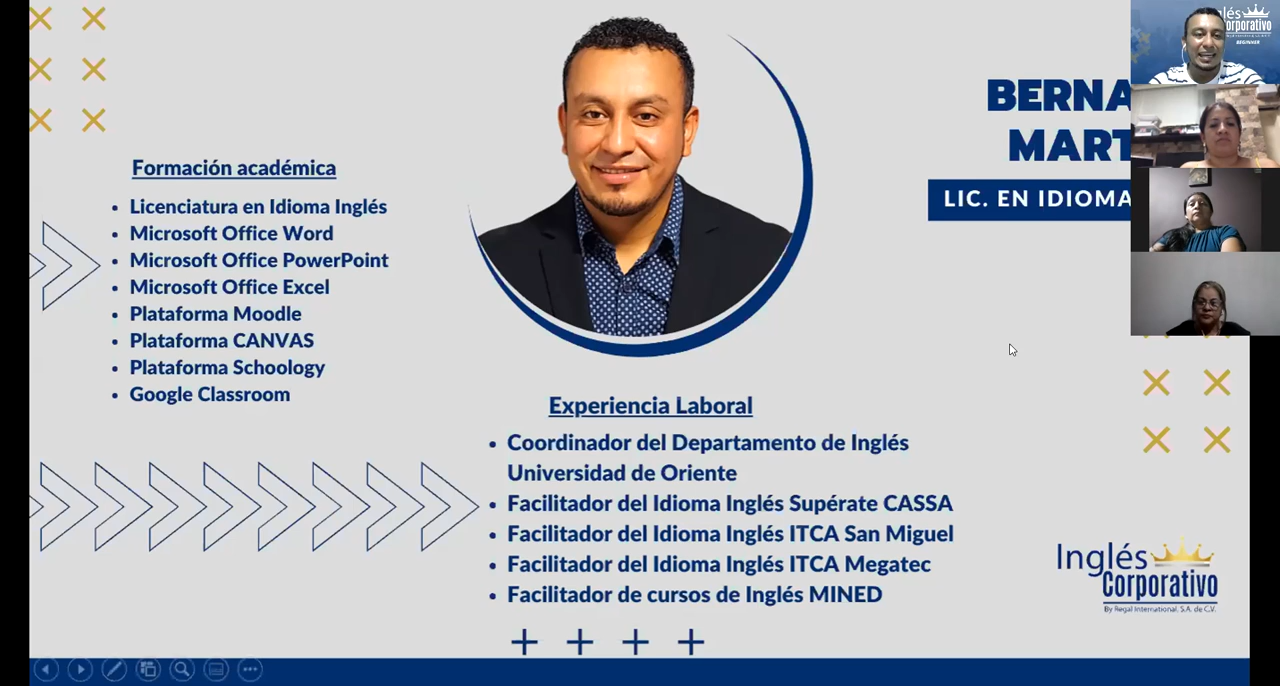 Formación académica
Licenciatura en Idioma Inglés
Microsoft Office Word
Microsoft Office PowerPoint
Microsoft Office Excel
Plataforma Moodle
Plataforma CANVAS
Plataforma Schoology
Google Classroom
BERNA
MART
LIC. EN IDIOMA
Experiencia Laboral
Coordinador del Departamento de Inglés
Universidad de Oriente
Facilitador del Idioma Inglés Supérate CASSA
Facilitador del Idioma Inglés ITCA San Miguel
Facilitador del Idioma Inglés ITCA Megatec
Facilitador de cursos de Inglés MINED
Inglés
Corporativo
By Regal International, S.A. de C.V.
glés
orporativo
BEGINNER